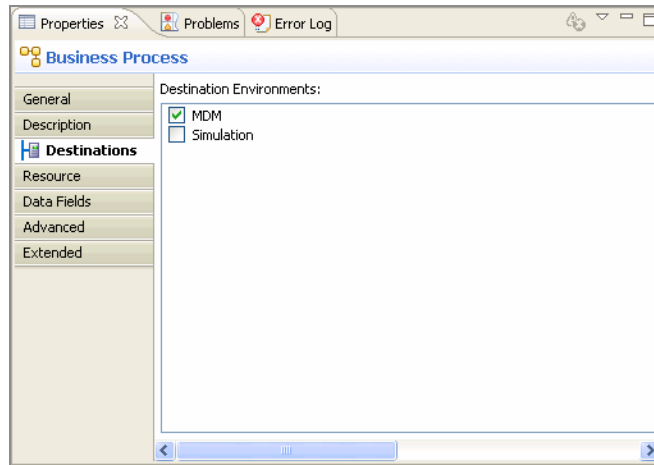 Properties Problems Error Log
Business Process
General
Description
Destinations
Resource
Data Fields
Advanced
Extended
Destination Environments:
MDM
Simulation